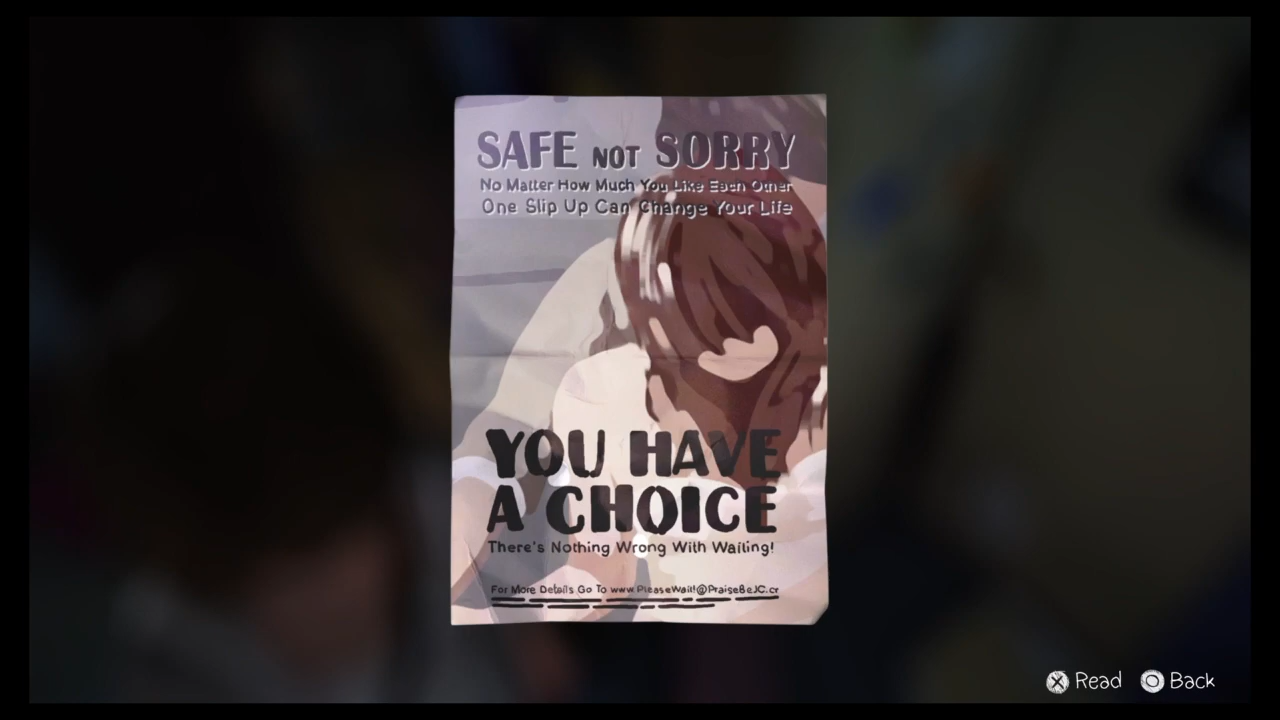 SAFE NOT SORRY
No Matter How Much You Like Each Other
One Slip Up Can Change Your Life
YOU HAVE
A CHOICE
There's Nothing Wrong With Waiting!
For More Details Go To www.PleaseWait!@PraiseBeJC.cr
Read Back